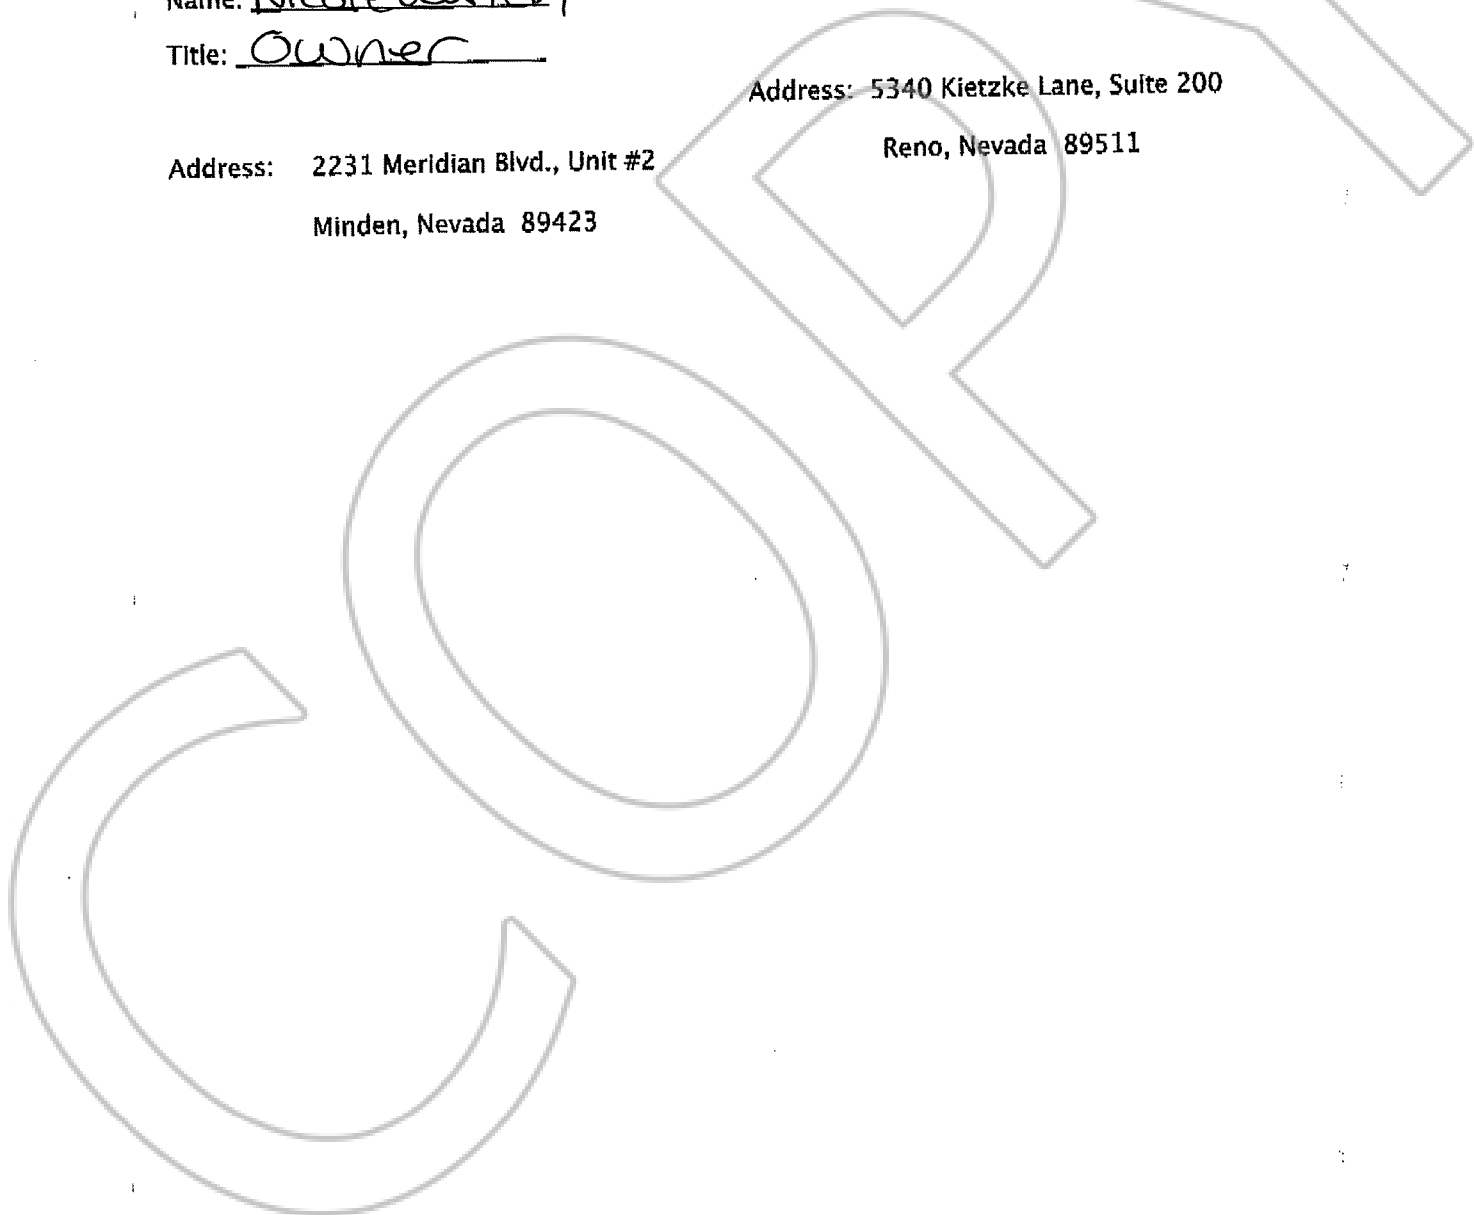 Name:
Title: Owner
Address: 5340 Kietzke Lane, Suite 200
Reno, Nevada 89511
Address: 2231 Meridian Blvd., Unit #2
Minden, Nevada 89423
COPY